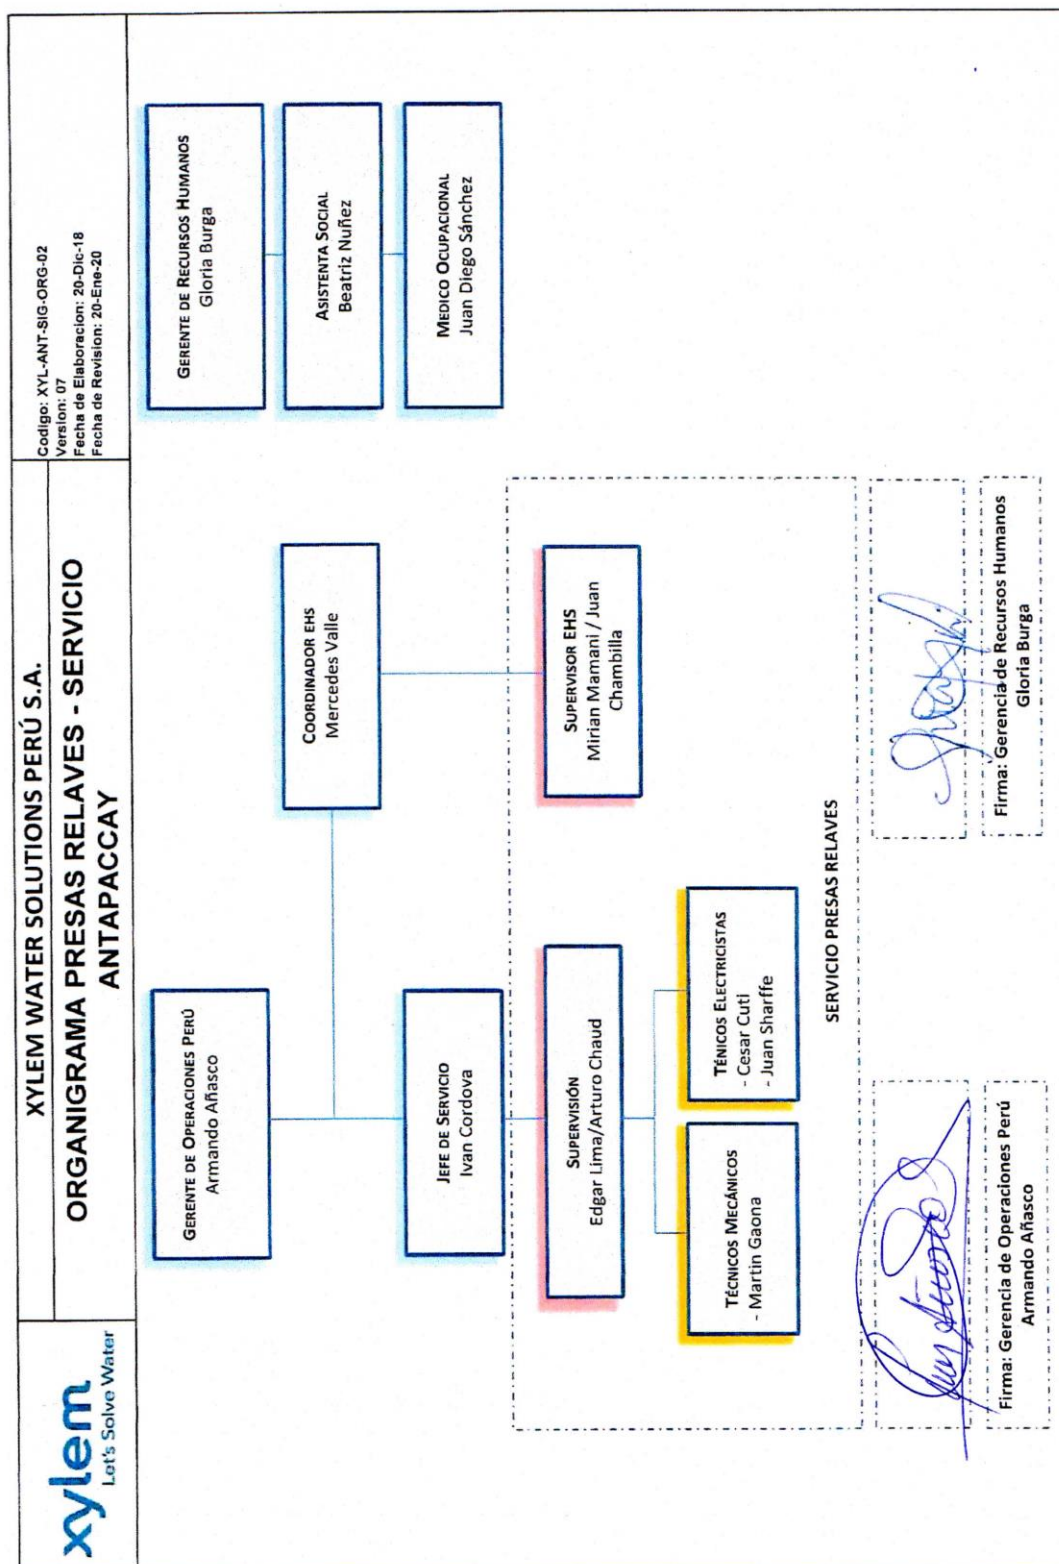 xylem
Let's Solve Water
XYLEM WATER SOLUTIONS PERÚ S.A.
ORGANIGRAMA PRESAS RELAVES - SERVICIO
ANTAPACCAY
Codigo: XYL-ANT-SIG-ORG-02
Version: 07
Fecha de Elaboracion: 20-Dic-18
Fecha de Revision: 20-Ene-20
GERENTE DE OPERACIONES PERÚ
Armando Añasco
GERENTE DE RECURSOS HUMANOS
Gloria Burga
COORDINADOR EHS
Mercedes Valle
ASISTENTA SOCIAL
Beatriz Nuñez
JEFE DE SERVICIO
Ivan Cordova
MEDICO OCUPACIONAL
Juan Diego Sánchez
SUPERVISIÓN
Edgar Lima/Arturo Chaud
SUPERVISOR EHS
Mirian Mamani / Juan
Chambilla
TÉCNICOS MECÁNICOS
- Martin Gaona
TÉNICOS ELECTRICISTAS
- Cesar Cuti
- Juan Sharffe
SERVICIO PRESAS RELAVES
Firma: Gerencia de Operaciones Perú
Armando Añasco
Firma: Gerencia de Recursos Humanos
Gloria Burga